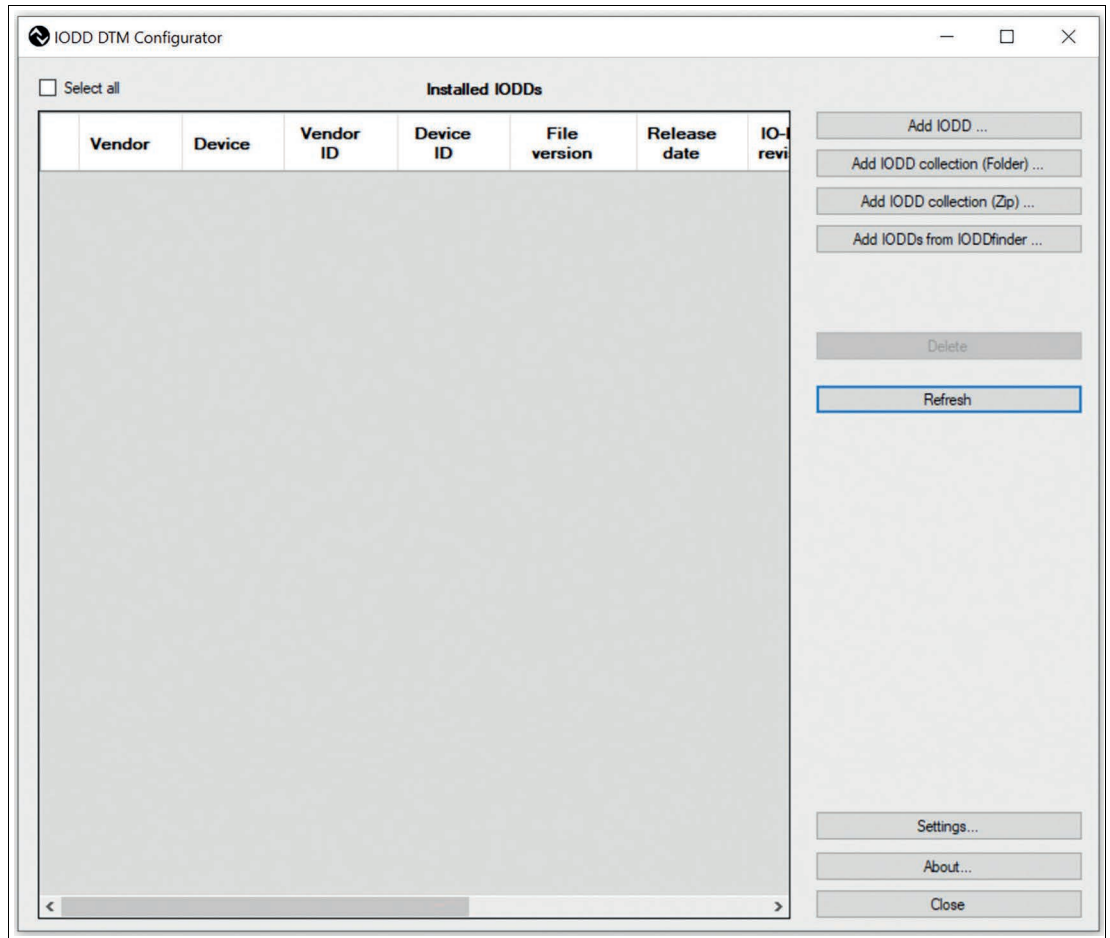 IODD DTM Configurator
Select all
Installed IODDs
Vendor
Device
Vendor
ID
Device
ID
File
version
Release
date
Add IODD ...
Add IODD collection (Folder) ...
Add IODD collection (Zip) ...
Add IODDs from IODDfinder ...
Delete
Refresh
Settings...
About...
Close